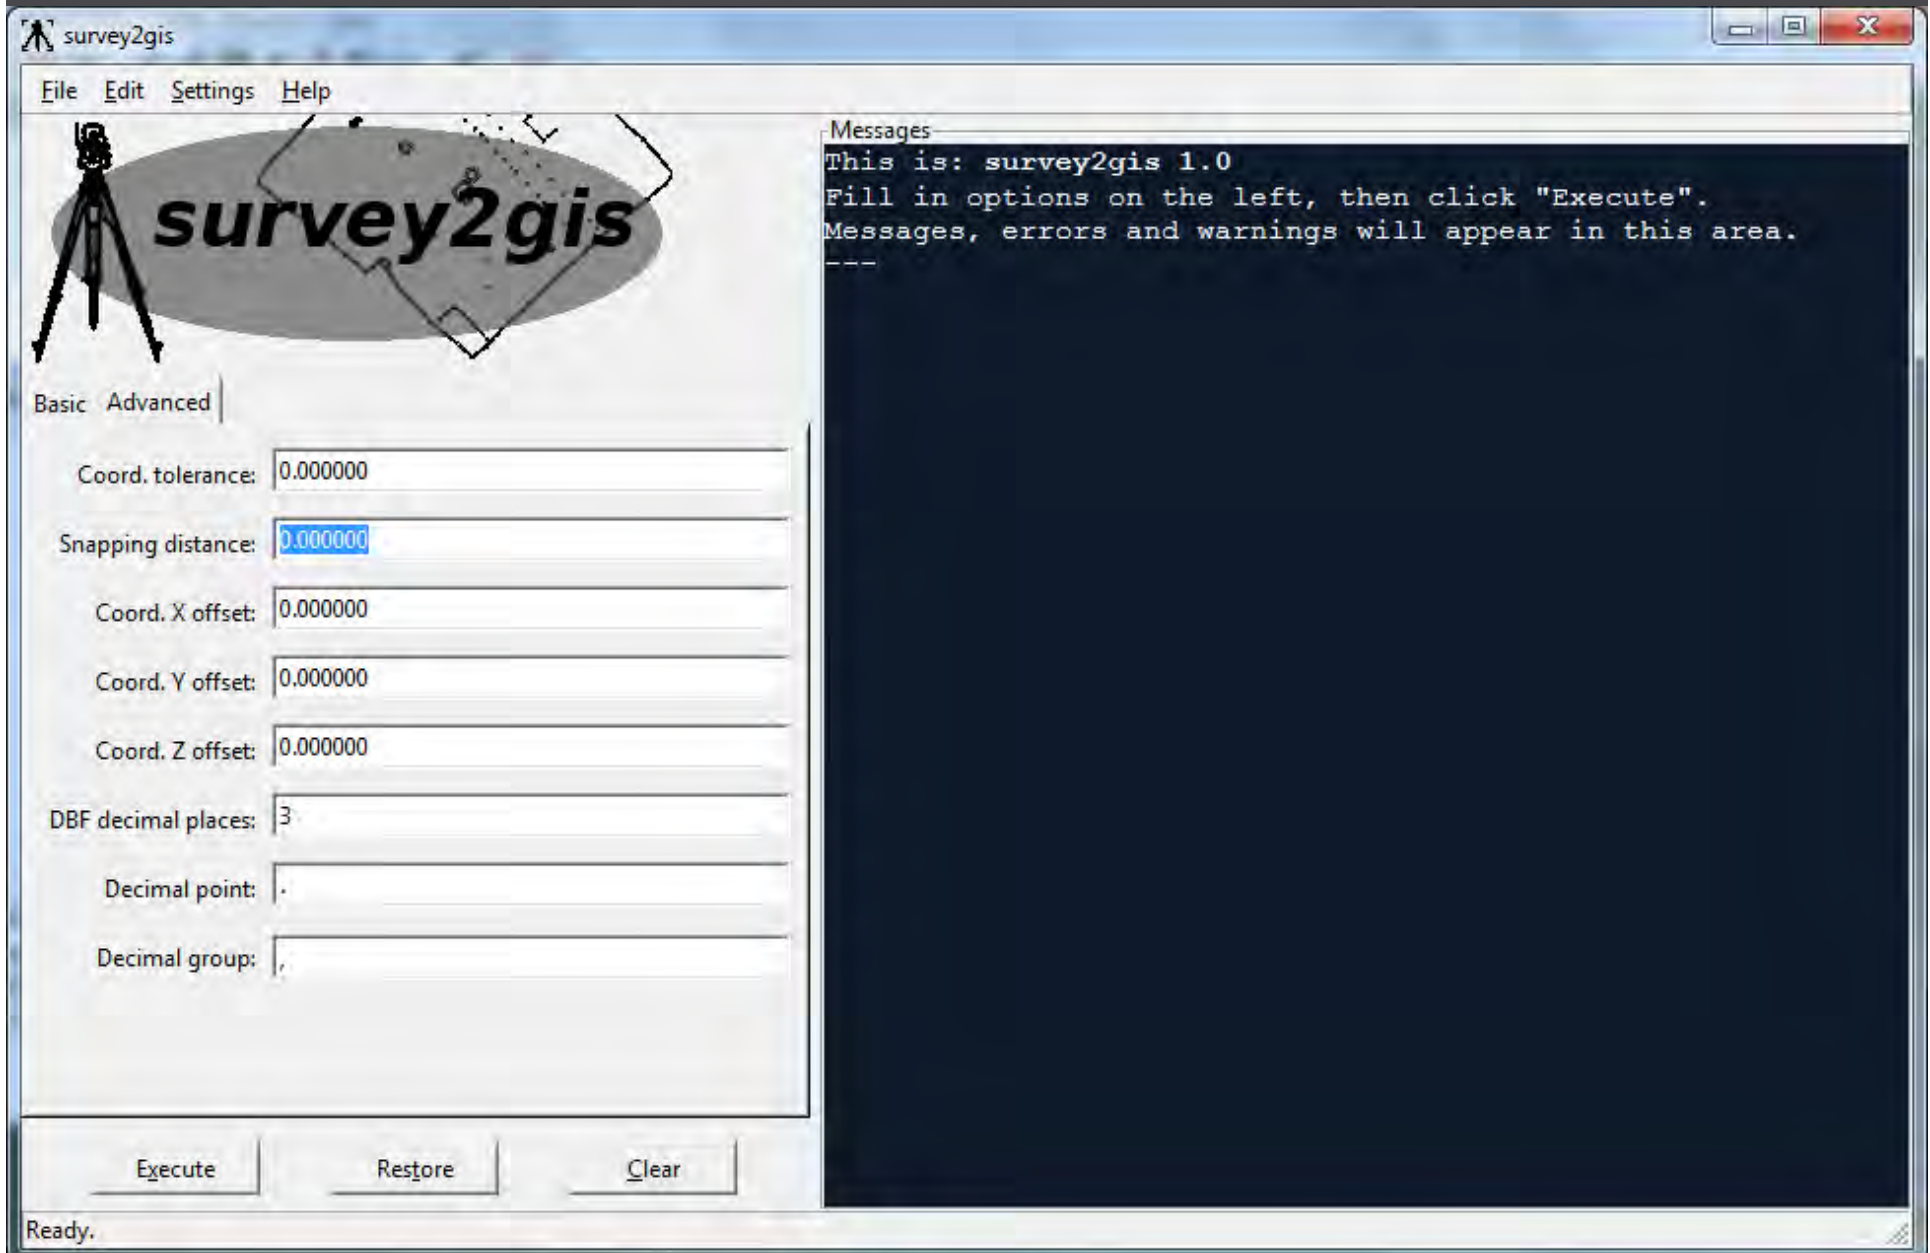 survey2gis
File Edit Settings Help
survey2gis
Basic Advanced
Coord. tolerance: 0.000000
Snapping distance: 0.000000
Coord. X offset: 0.000000
Coord. Y offset: 0.000000
Coord. Z offset: 0.000000
DBF decimal places: 3
Decimal point: .
Decimal group: ,
Execute Restore Clear
Messages
This is: survey2gis 1.0
Fill in options on the left, then click "Execute".
Messages, errors and warnings will appear in this area.
---
Ready.